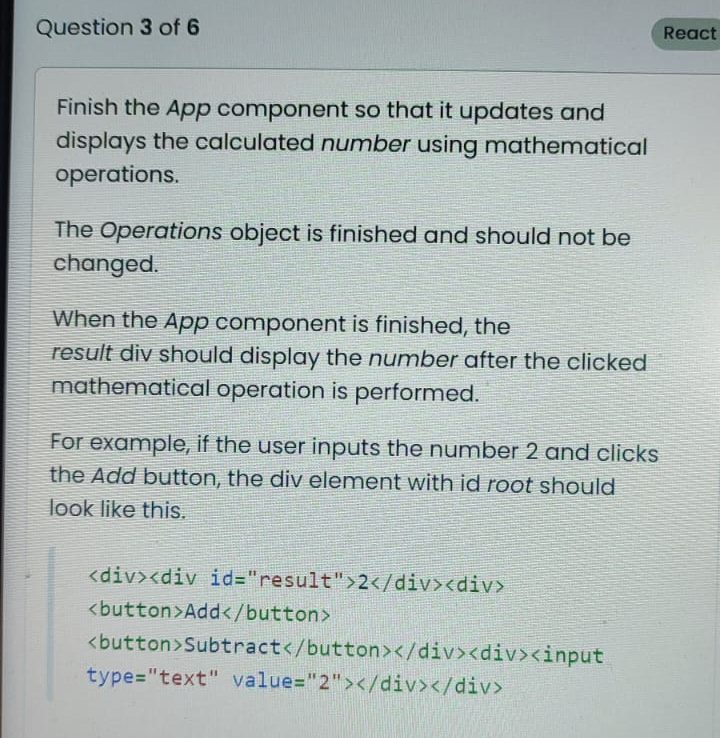 Question 3 of 6
React
Finish the App component so that it updates and
displays the calculated number using mathematical
operations.
The Operations object is finished and should not be
changed.
When the App component is finished, the
result div should display the number after the clicked
mathematical operation is performed.
For example, if the user inputs the number 2 and clicks
the Add button, the div element with id root should
look like this.
<div><div id="result">2</div><div>
<button>Add</button>
<button>Subtract</button></div><div><input
type="text" value="2"></div></div>